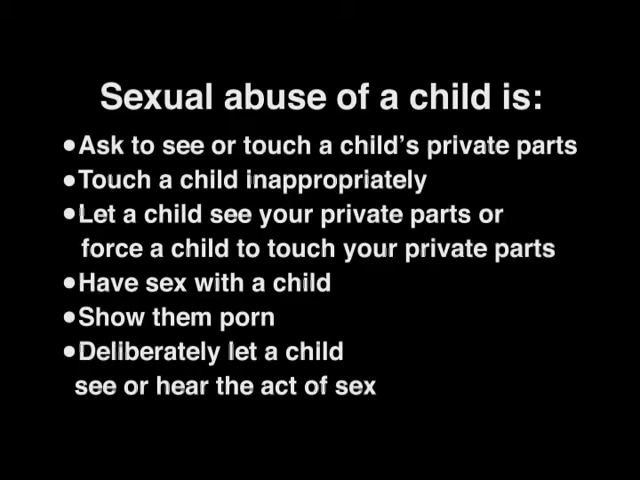 Sexual abuse of a child is:
•Ask to see or touch a child's private parts
•Touch a child inappropriately
•Let a child see your private parts or
force a child to touch your private parts
•Have sex with a child
•Show them porn
•Deliberately let a child
see or hear the act of sex